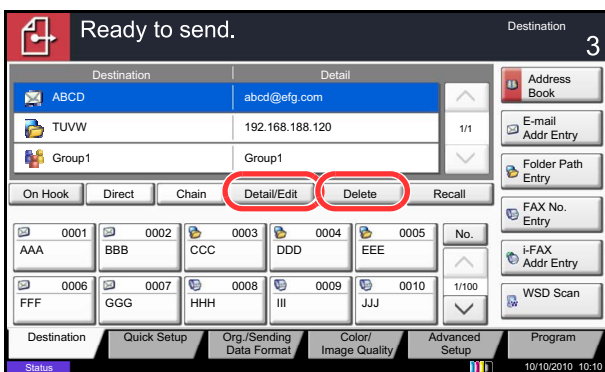 Ready to send.
Destination
3
Destination Detail
ABCD abcd@efg.com
TUVW 192.168.188.120
1/1
Group1 Group1
Address
Book
E-mail
Addr Entry
Folder Path
Entry
FAX No.
Entry
i-FAX
Addr Entry
WSD Scan
On Hook Direct Chain Detail/Edit Delete Recall
0001 0002 0003 0004 0005 No.
AAA BBB CCC DDD EEE
0006 0007 0008 0009 0010 1/100
FFF GGG HHH III JJJ
Destination Quick Setup Org./Sending
Data Format Color/
Image Quality Advanced
Setup Program
Status 10/10/2010 10:10